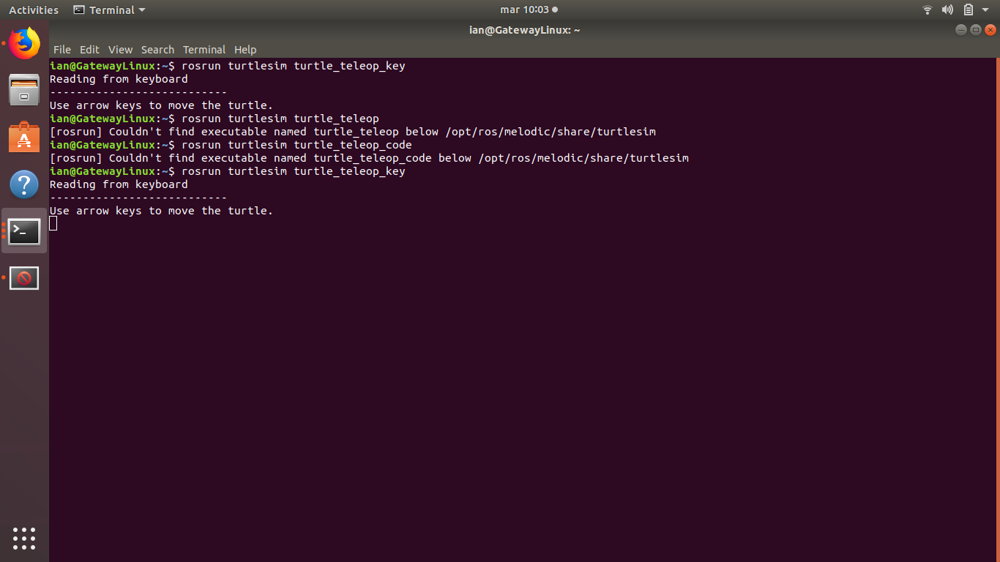 Activities Terminal mar 10:03
ian@GatewayLinux: ~
File Edit View Search Terminal Help
ian@GatewayLinux:~$ rosrun turtlesim turtle_teleop_key
Reading from keyboard
---------------------------
Use arrow keys to move the turtle.
ian@GatewayLinux:~$ rosrun turtlesim turtle_teleop
[rosrun] Couldn't find executable named turtle_teleop below /opt/ros/melodic/share/turtlesim
ian@GatewayLinux:~$ rosrun turtlesim turtle_teleop_code
[rosrun] Couldn't find executable named turtle_teleop_code below /opt/ros/melodic/share/turtlesim
ian@GatewayLinux:~$ rosrun turtlesim turtle_teleop_key
Reading from keyboard
---------------------------
Use arrow keys to move the turtle.